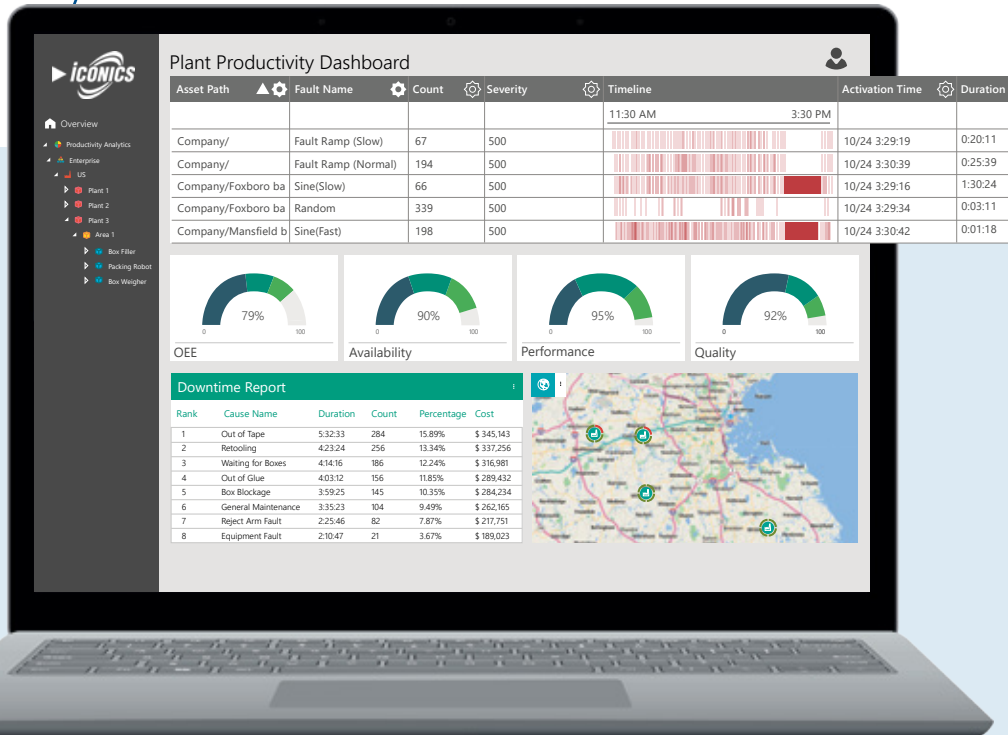 ICONICS
Overview
Productivity Analytics
Enterprise
US
Plant 1
Plant 2
Plant 3
Area 1
Box Filler
Packing Robot
Box Weigher
Plant Productivity Dashboard
Asset Path Fault Name Count Severity Timeline Activation Time Duration
11:30 AM 3:30 PM
Company/ Fault Ramp (Slow) 67 500 10/24 3:29:19 0:20:11
Company/ Fault Ramp (Normal) 194 500 10/24 3:30:39 0:25:39
Company/Foxboro ba Sine(Slow) 66 500 10/24 3:29:16 1:30:24
Company/Foxboro ba Random 339 500 10/24 3:29:34 0:03:11
Company/Mansfield b Sine(Fast) 198 500 10/24 3:30:42 0:01:18
79% 90% 95% 92%
0 100 0 100 0 100 0 100
OEE Availability Performance Quality
Downtime Report
Rank Cause Name Duration Count Percentage Cost
1 Out of Tape 5:32:33 284 15.89% $ 345,143
2 Retooling 4:23:24 256 13.34% $ 337,256
3 Waiting for Boxes 4:14:16 186 12.24% $ 316,981
4 Out of Glue 4:03:12 156 11.85% $ 289,432
5 Box Blockage 3:59:25 145 10.35% $ 284,234
6 General Maintenance 3:35:23 104 9.49% $ 262,165
7 Reject Arm Fault 2:25:46 82 7.87% $ 217,751
8 Equipment Fault 2:10:47 21 3.67% $ 189,023